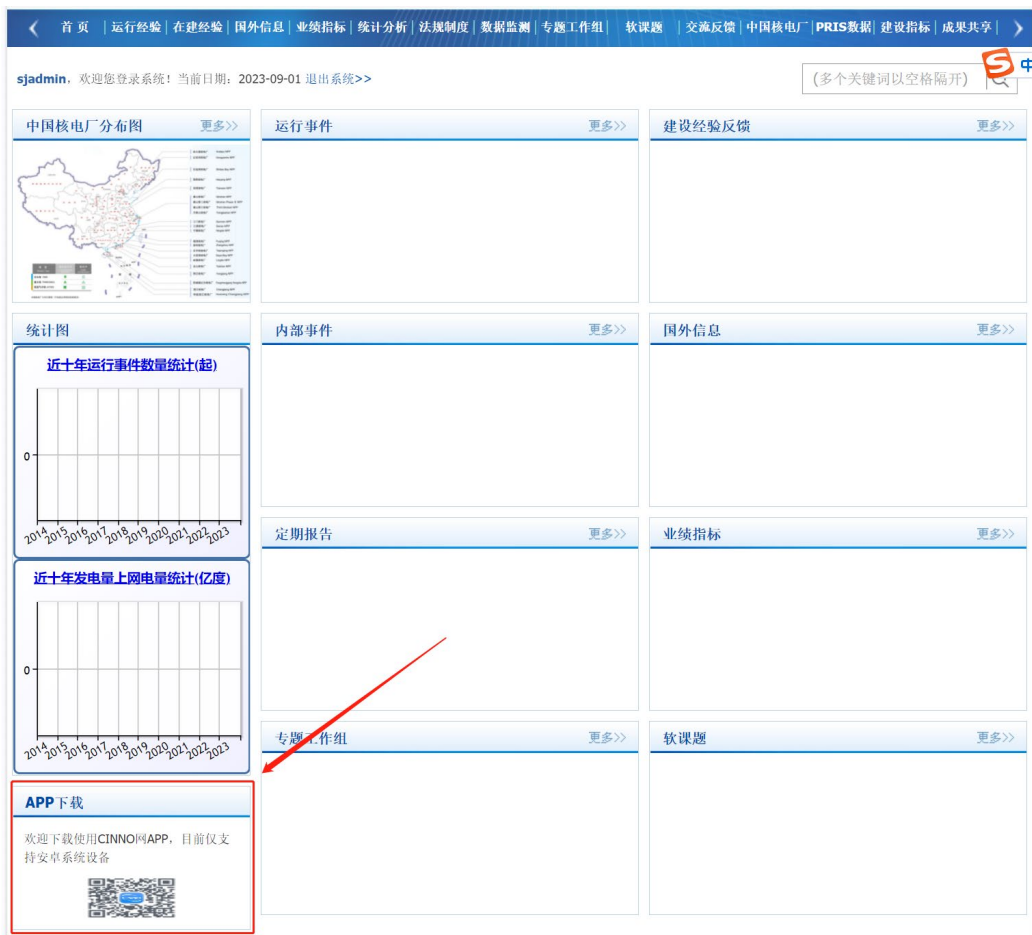 首 页 | 运行经验 | 在建经验 | 国外信息 | 业绩指标 | 统计分析 | 法规制度 | 数据监测 | 专题工作组 | 软课题 | 交流反馈 | 中国核电厂 | PRIS数据 | 建设指标 | 成果共享 |
sjadmin，欢迎您登录系统！当前日期：2023-09-01 退出系统>>
(多个关键词以空格隔开)
中
中国核电厂分布图 更多>>
运行事件 更多>>
建设经验反馈 更多>>
统计图
内部事件 更多>>
国外信息 更多>>
近十年运行事件数量统计(起)
0
2014 2015 2016 2017 2018 2019 2020 2021 2022 2023
定期报告 更多>>
业绩指标 更多>>
近十年发电量上网电量统计(亿度)
0
2014 2015 2016 2017 2018 2019 2020 2021 2022 2023
专题工作组 更多>>
软课题 更多>>
APP下载
欢迎下载使用CINNO网APP，目前仅支
持安卓系统设备